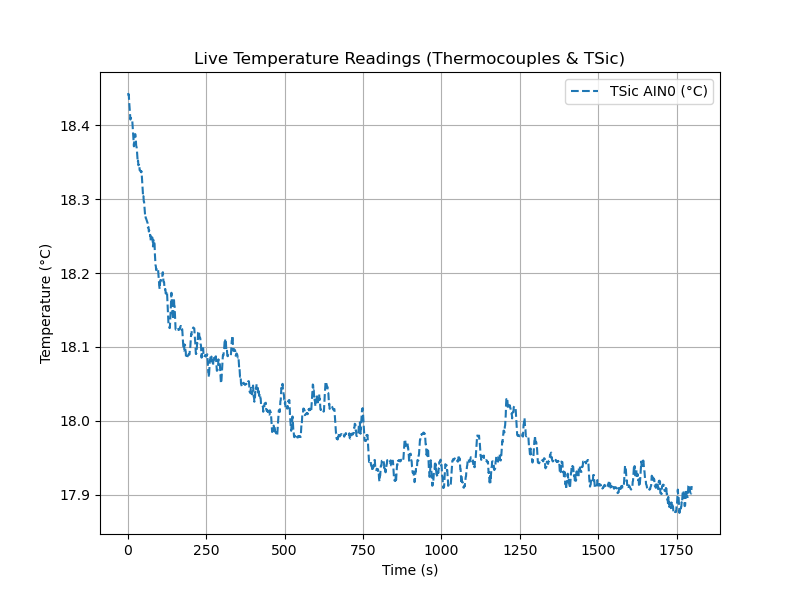 Live Temperature Readings (Thermocouples & TSic)
TSic AIN0 (°C)
18.4
18.3
18.2
18.1
18.0
17.9
Temperature (°C)
0 250 500 750 1000 1250 1500 1750
Time (s)